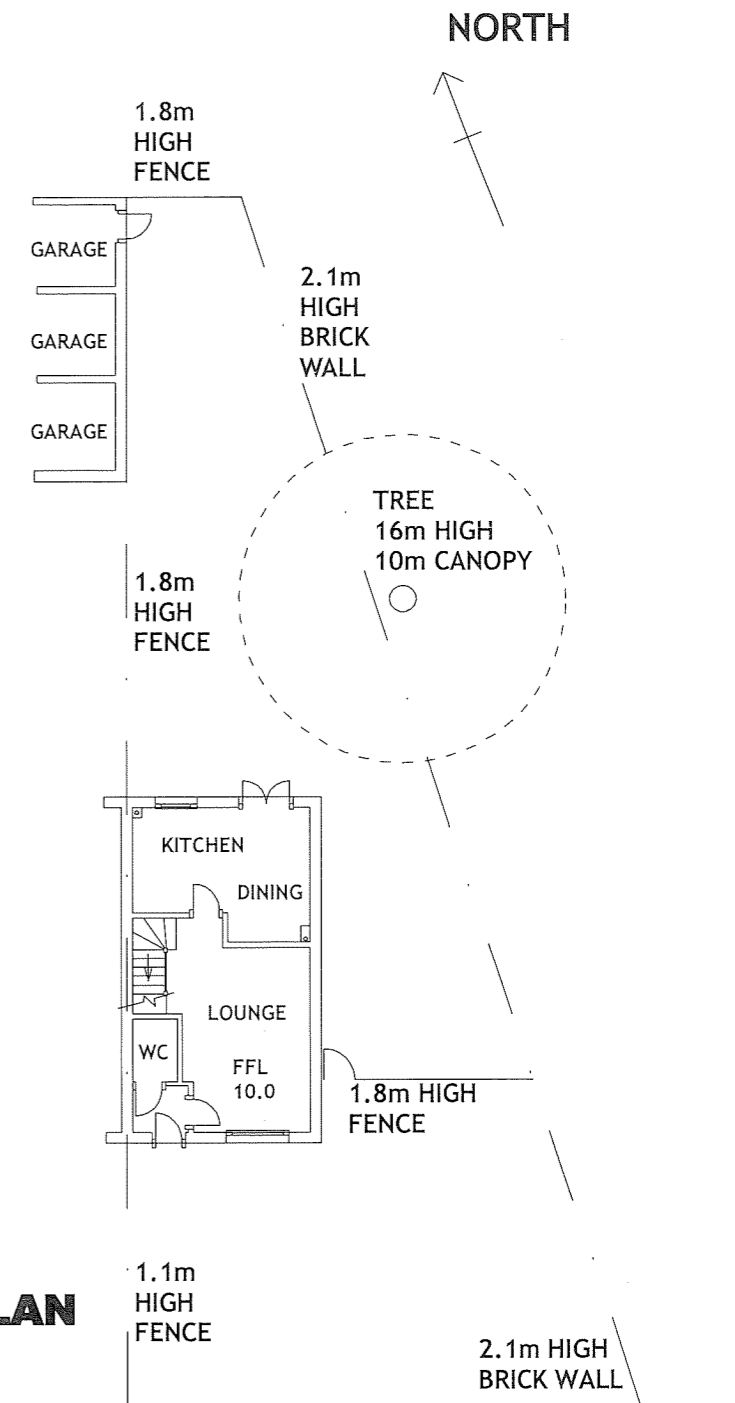 NORTH
1.8m
HIGH
FENCE
GARAGE
2.1m
HIGH
BRICK
WALL
GARAGE
GARAGE
TREE
16m HIGH
10m CANOPY
1.8m
HIGH
FENCE
KITCHEN
DINING
LOUNGE
WC
FFL
10.0
1.8m HIGH
FENCE
1.1m
HIGH
FENCE
LAN
2.1m HIGH
BRICK WALL